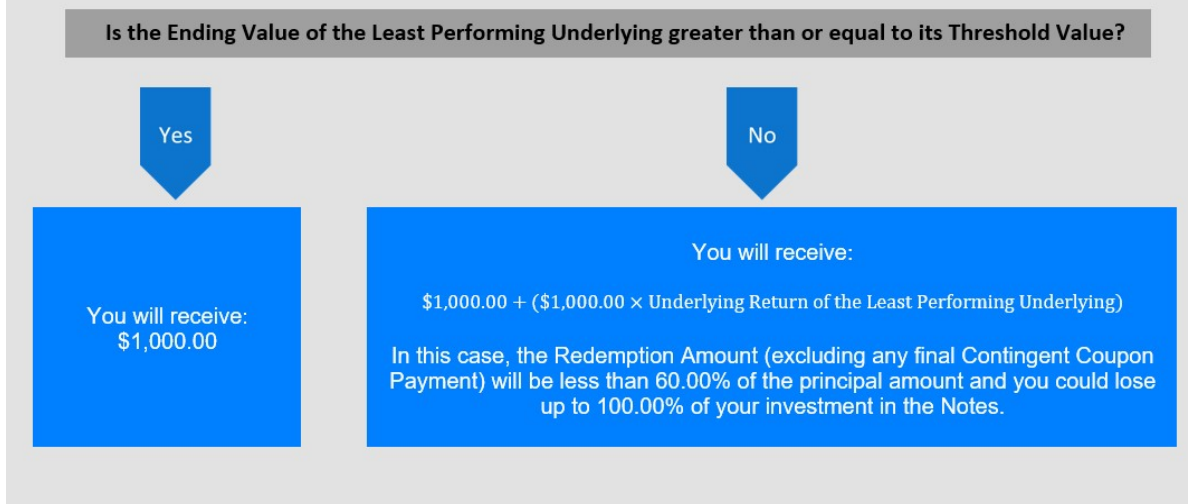 Is the Ending Value of the Least Performing Underlying greater than or equal to its Threshold Value?
Yes
No
You will receive:
$1,000.00
You will receive:
$1,000.00 + ($1,000.00 × Underlying Return of the Least Performing Underlying)
In this case, the Redemption Amount (excluding any final Contingent Coupon
Payment) will be less than 60.00% of the principal amount and you could lose
up to 100.00% of your investment in the Notes.